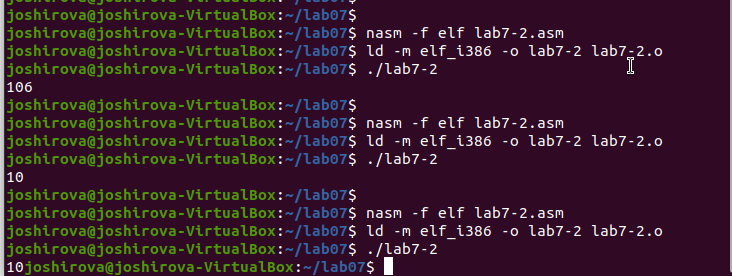 joshirova@joshirova-VirtualBox:~/lab07$
joshirova@joshirova-VirtualBox:~/lab07$ nasm -f elf lab7-2.asm
joshirova@joshirova-VirtualBox:~/lab07$ ld -m elf_i386 -o lab7-2 lab7-2.o
joshirova@joshirova-VirtualBox:~/lab07$ ./lab7-2
106
joshirova@joshirova-VirtualBox:~/lab07$
joshirova@joshirova-VirtualBox:~/lab07$ nasm -f elf lab7-2.asm
joshirova@joshirova-VirtualBox:~/lab07$ ld -m elf_i386 -o lab7-2 lab7-2.o
joshirova@joshirova-VirtualBox:~/lab07$ ./lab7-2
10
joshirova@joshirova-VirtualBox:~/lab07$
joshirova@joshirova-VirtualBox:~/lab07$ nasm -f elf lab7-2.asm
joshirova@joshirova-VirtualBox:~/lab07$ ld -m elf_i386 -o lab7-2 lab7-2.o
joshirova@joshirova-VirtualBox:~/lab07$ ./lab7-2
10joshirova@joshirova-VirtualBox:~/lab07$